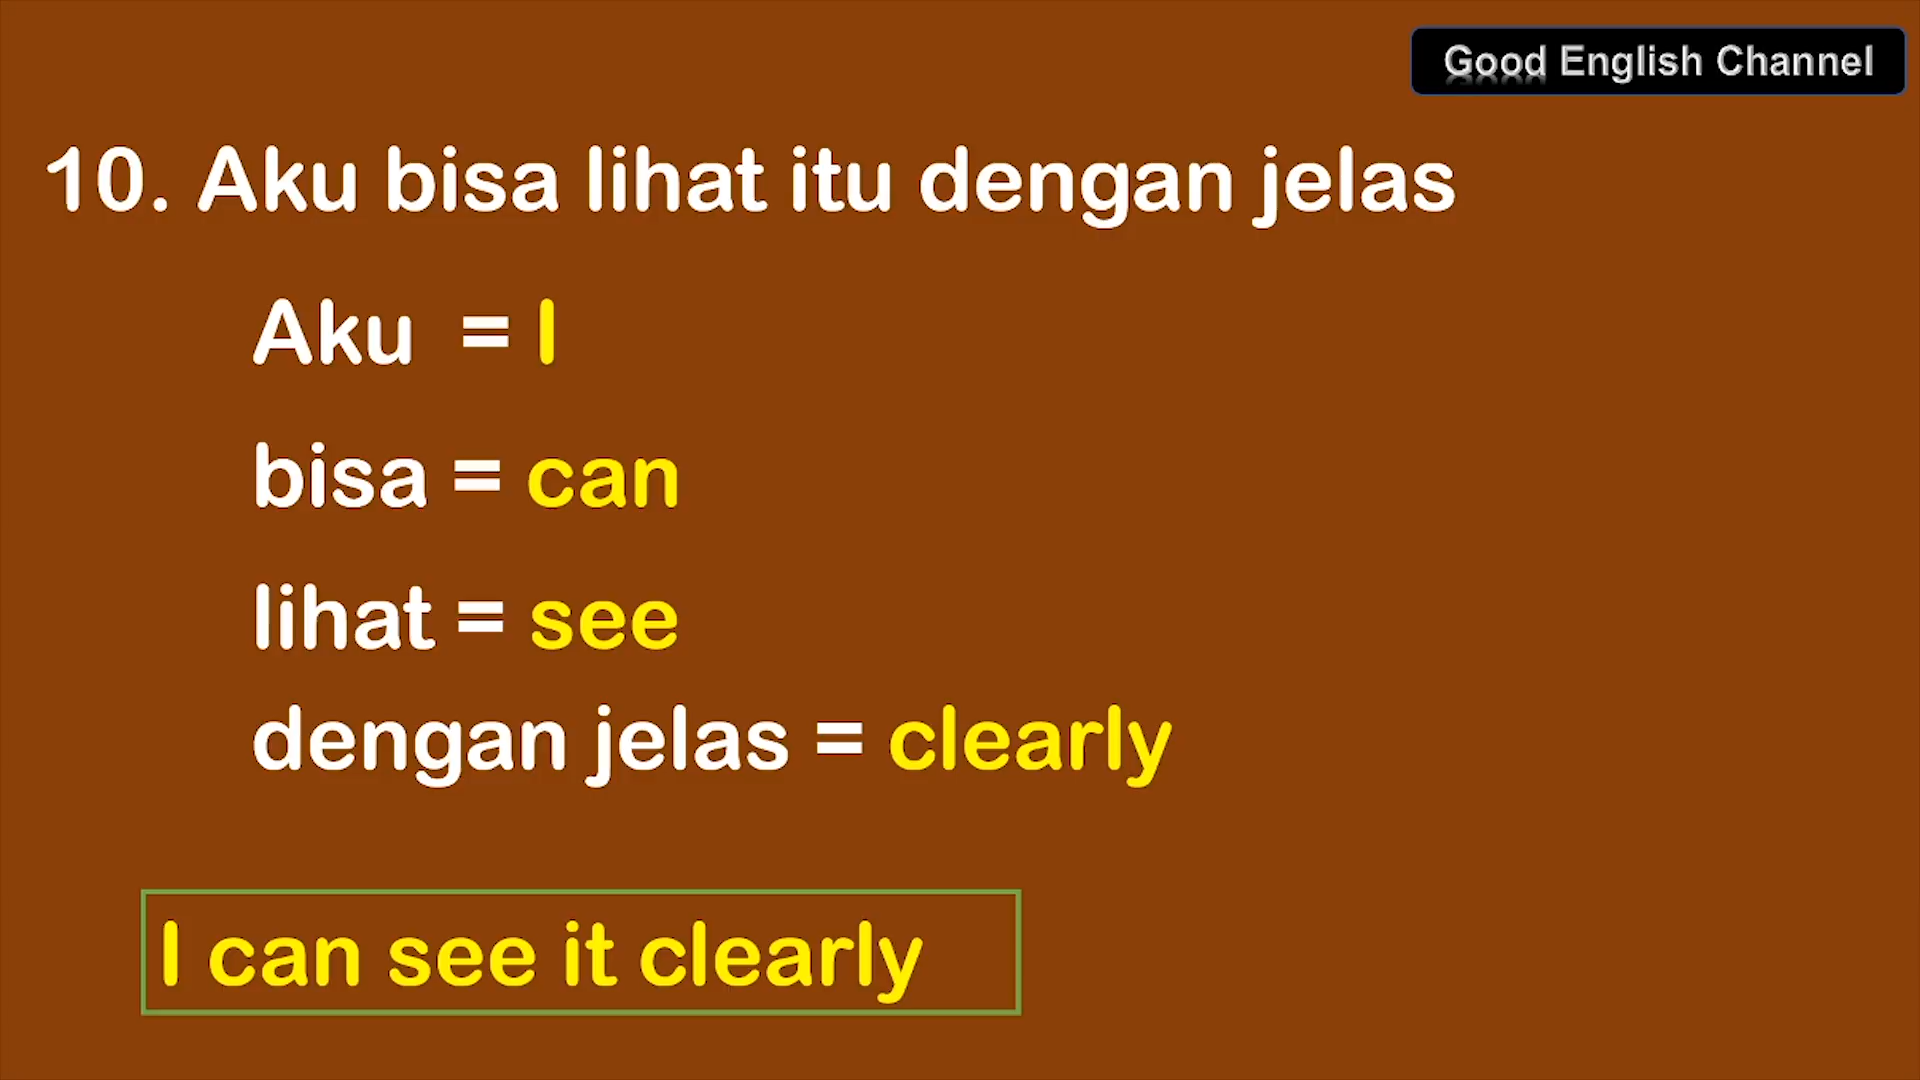 Good English Channel
10. Aku bisa lihat itu dengan jelas
Aku = I
bisa = can
lihat = see
dengan jelas = clearly
I can see it clearly